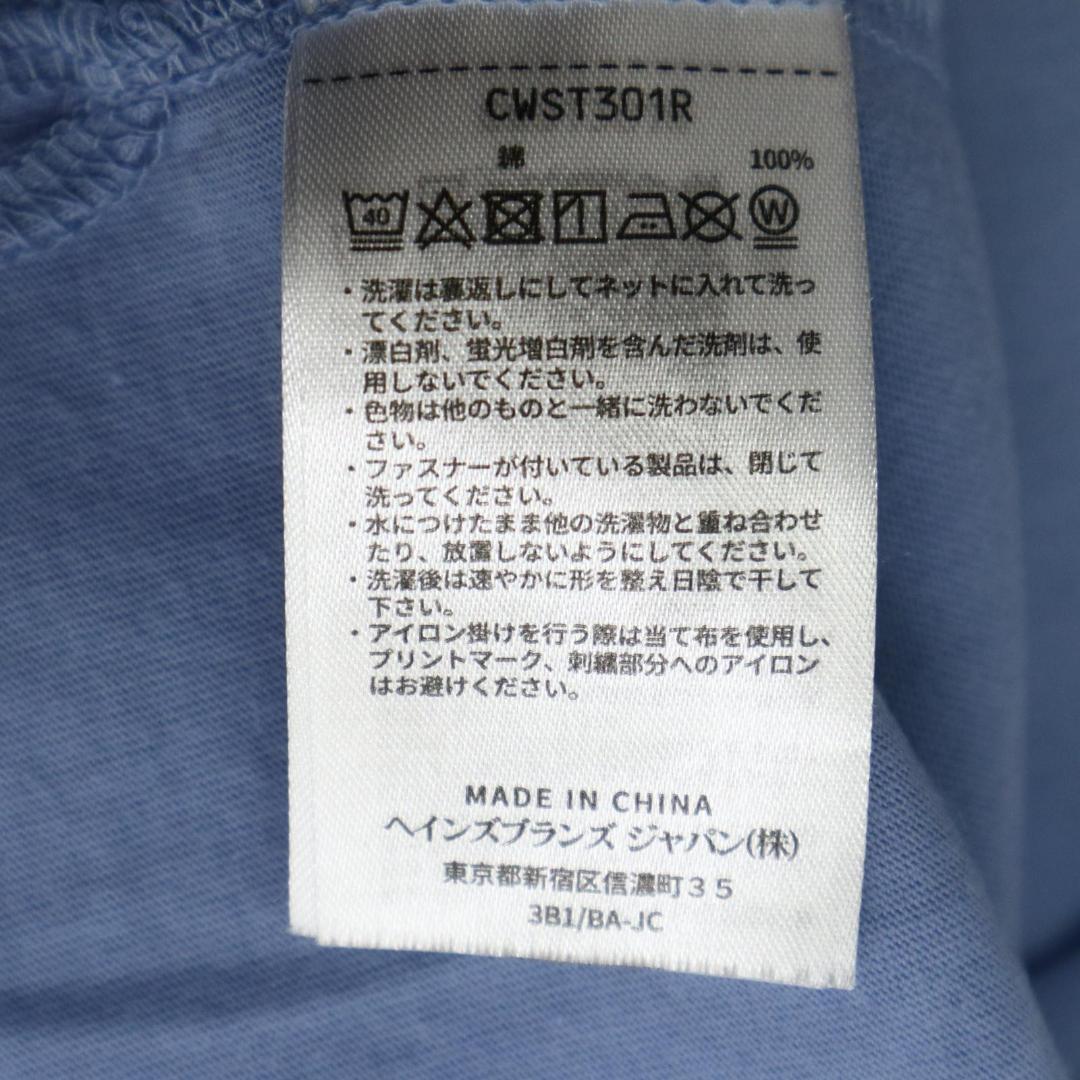 CWST301R
綿 100%
40 W
・洗濯は裏返しにしてネットに入れて洗っ
てください。
・漂白剤、蛍光増白剤を含んだ洗剤は、使
用しないでください。
・色物は他のものと一緒に洗わないでくだ
さい。
・ファスナーが付いている製品は、閉じて
洗ってください。
・水につけたまま他の洗濯物と重ね合わせ
たり、放置しないようにしてください。
・洗濯後は速やかに形を整え日陰で干して
下さい。
・アイロン掛けを行う際は当て布を使用し、
プリントマーク、刺繍部分へのアイロン
はお避けください。
MADE IN CHINA
ヘインズブランズ ジャパン(株)
東京都新宿区信濃町35
3B1/BA-JC